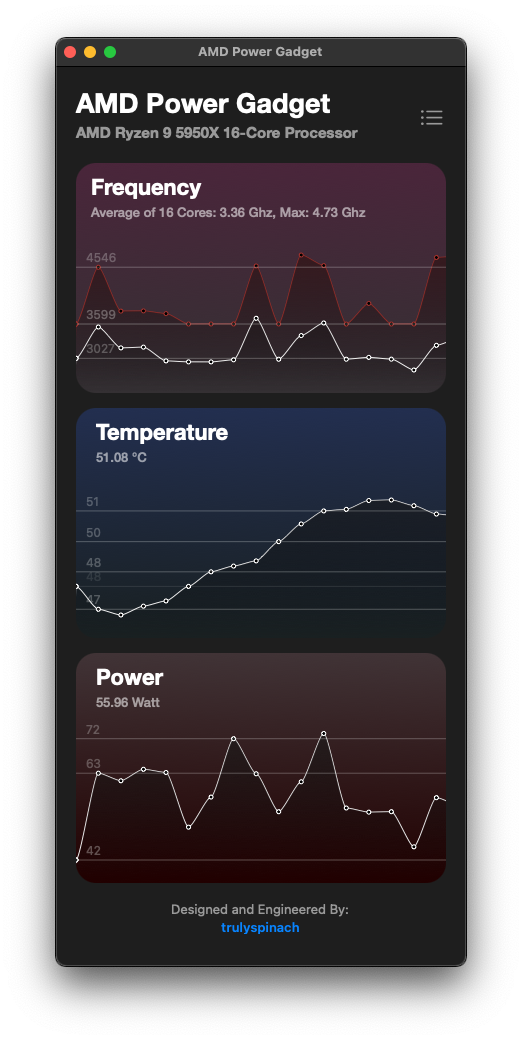 AMD Power Gadget
AMD Power Gadget
AMD Ryzen 9 5950X 16-Core Processor
Frequency
Average of 16 Cores: 3.36 Ghz, Max: 4.73 Ghz
4546
3599
3027
Temperature
51.08 °C
51
50
48
48
47
Power
55.96 Watt
72
63
42
Designed and Engineered By:
trulyspinach